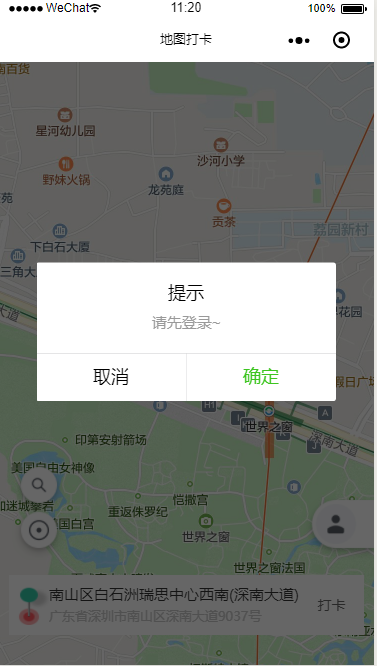 WeChat
11:20
100%
地图打卡
南百货
星河幼儿园
沙河小学
野妹火锅
龙苑庭
贡茶
荔园新村
下白石大厦
三角大
提示
请先登录~
取消
确定
花园
大道
假日广场
H1
A
J
世界之窗
印第安射箭场
深南大道
美国自由女神像
恺撒宫
加迷城攀岩
重返侏罗纪
国白宫
世界之窗
世界之窗法国
南山区白石洲瑞思中心西南(深南大道)
广东省深圳市南山区深南大道9037号
打卡